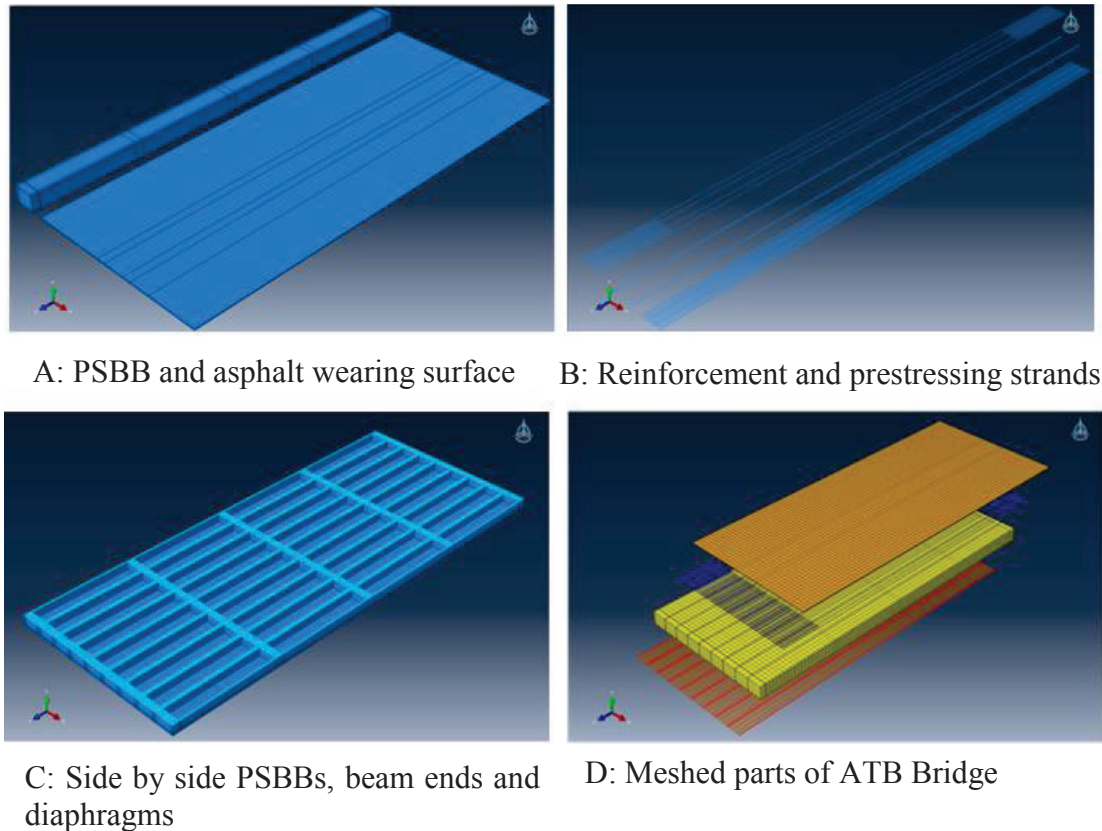 A: PSBB and asphalt wearing surface
B: Reinforcement and prestressing strands
C: Side by side PSBBs, beam ends and
diaphragms
D: Meshed parts of ATB Bridge